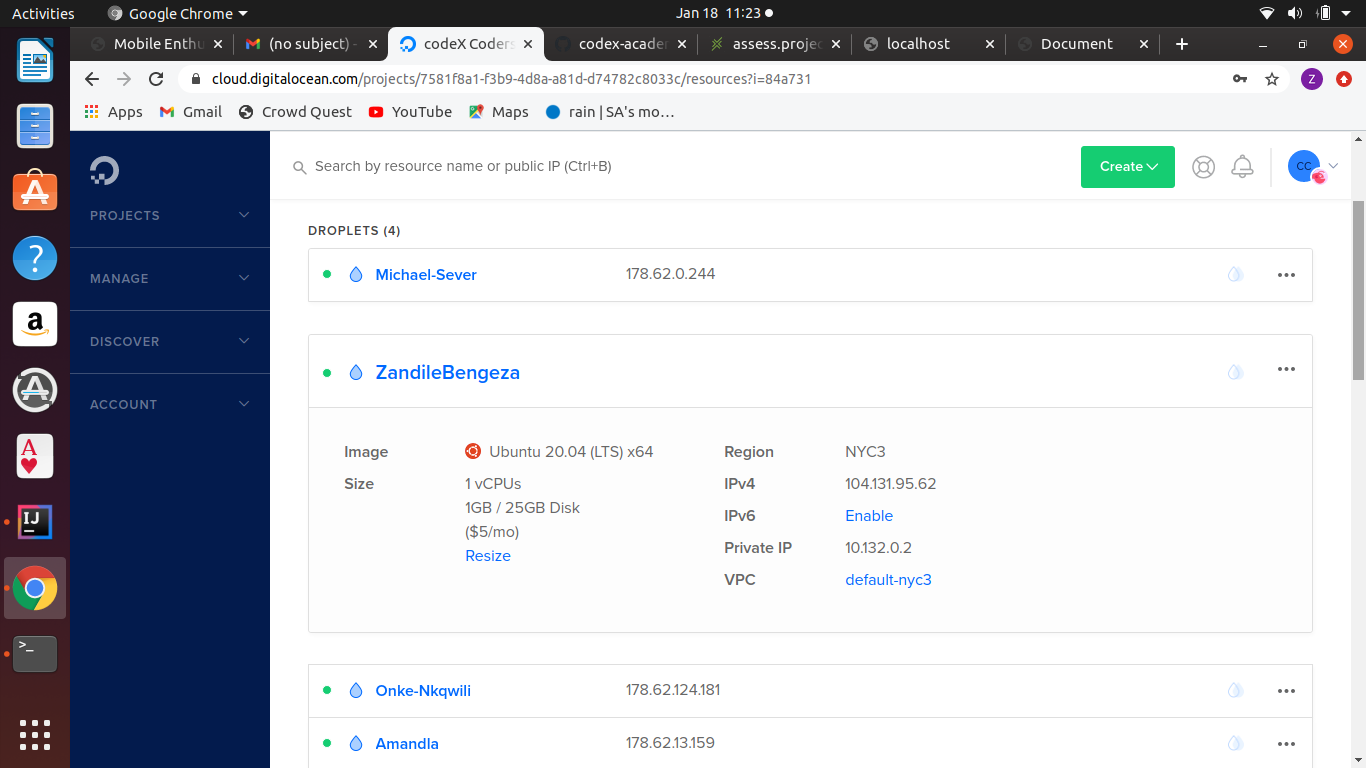 Activities Google Chrome Jan 18 11:23
Mobile Enthu (no subject) - codeX Coders codex-acader assess.projec localhost Document
cloud.digitalocean.com/projects/7581f8a1-f3b9-4d8a-a81d-d74782c8033c/resources?i=84a731 Z
Apps Gmail Crowd Quest YouTube Maps rain | SA's mo…
Search by resource name or public IP (Ctrl+B) Create CC
PROJECTS
MANAGE
DISCOVER
ACCOUNT
DROPLETS (4)
Michael-Sever 178.62.0.244
ZandileBengeza
Image Ubuntu 20.04 (LTS) x64 Region NYC3
Size 1 vCPUs IPv4 104.131.95.62
1GB / 25GB Disk IPv6 Enable
($5/mo) Private IP 10.132.0.2
Resize VPC default-nyc3
Onke-Nkqwili 178.62.124.181
Amandla 178.62.13.159
?
a
A
A
IJ
>_